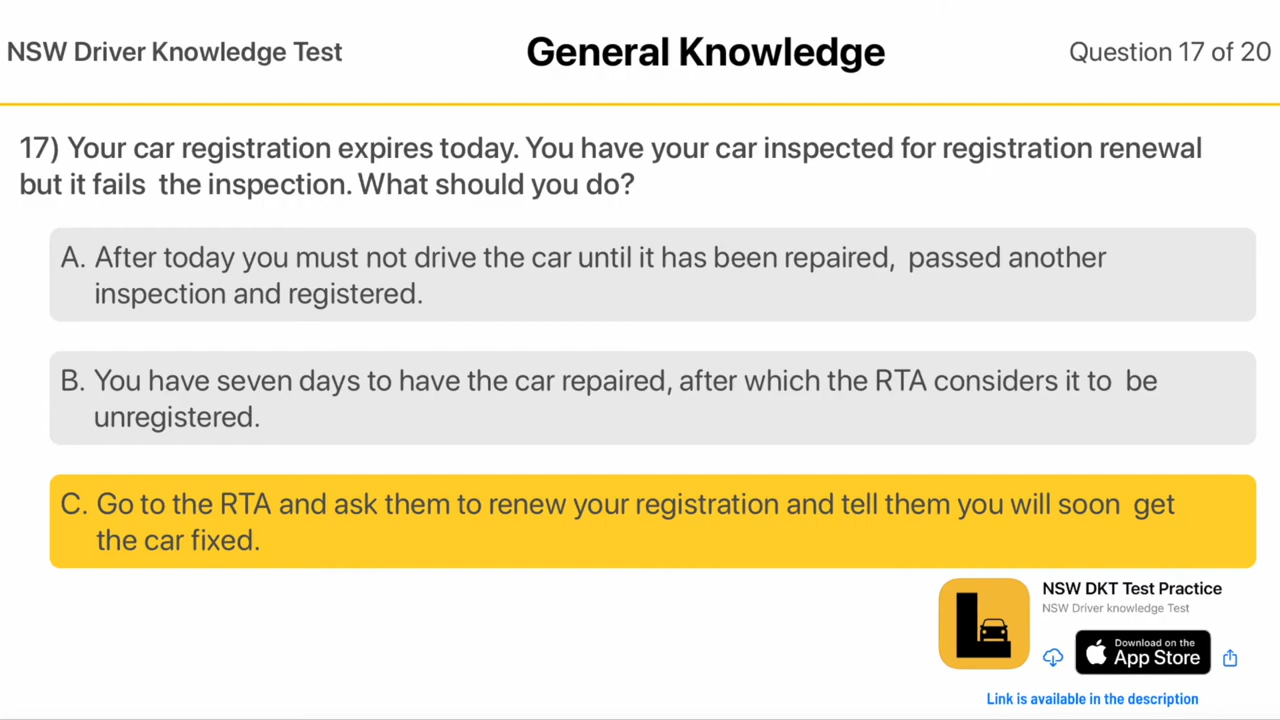 NSW Driver Knowledge Test
General Knowledge
Question 17 of 20
17) Your car registration expires today. You have your car inspected for registration renewal
but it fails the inspection. What should you do?
A. After today you must not drive the car until it has been repaired, passed another
inspection and registered.
B. You have seven days to have the car repaired, after which the RTA considers it to be
unregistered.
C. Go to the RTA and ask them to renew your registration and tell them you will soon get
the car fixed.
NSW DKT Test Practice
NSW Driver knowledge Test
Download on the
App Store
Link is available in the description